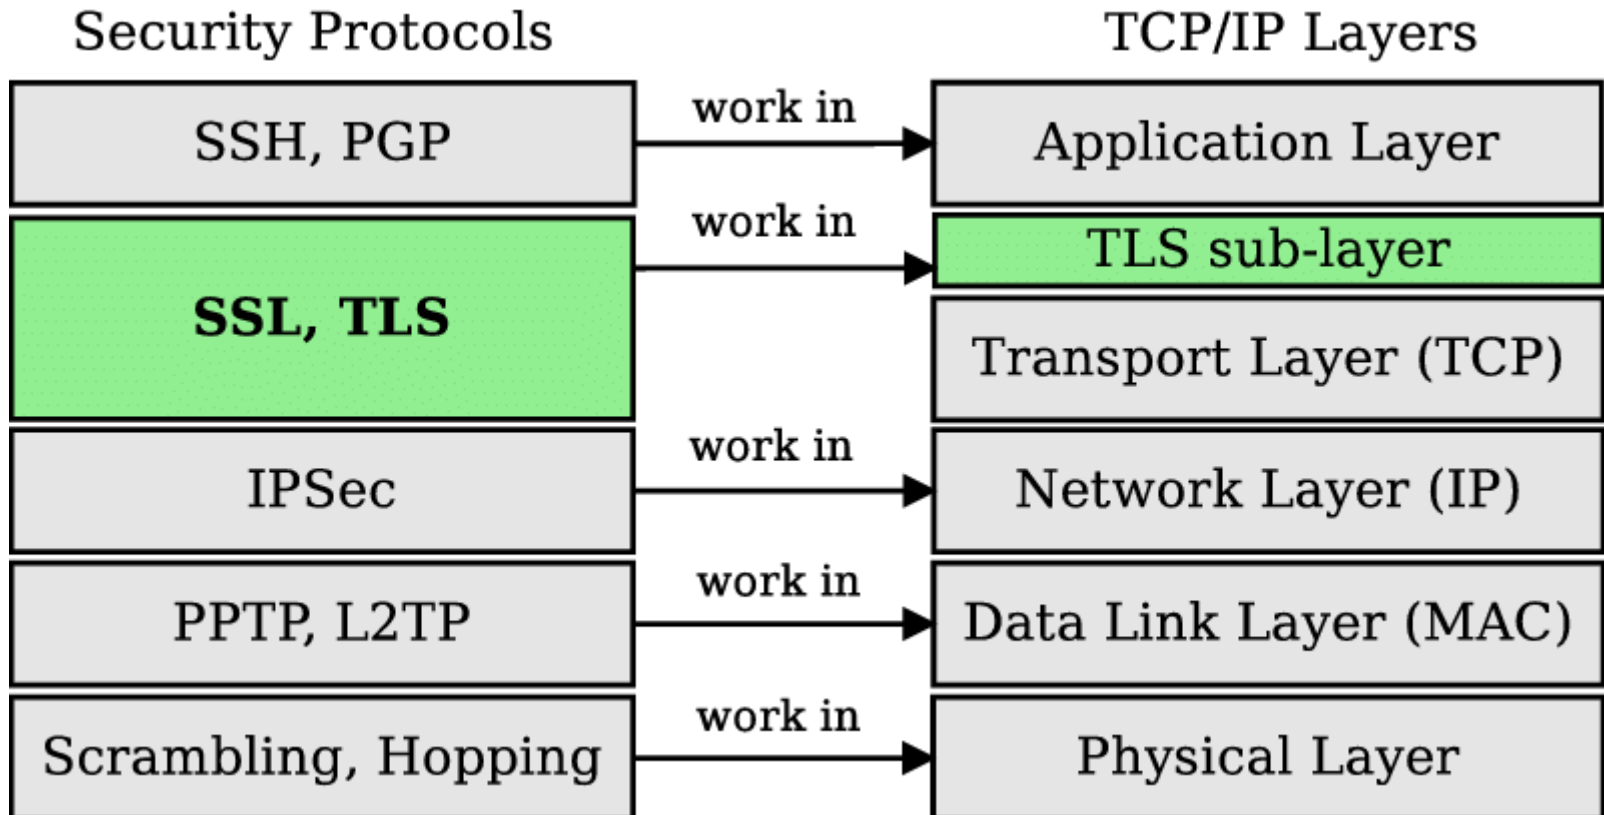 Security Protocols
TCP/IP Layers
SSH, PGP
work in
Application Layer
SSL, TLS
work in
TLS sub-layer
Transport Layer (TCP)
IPSec
work in
Network Layer (IP)
PPTP, L2TP
work in
Data Link Layer (MAC)
Scrambling, Hopping
work in
Physical Layer